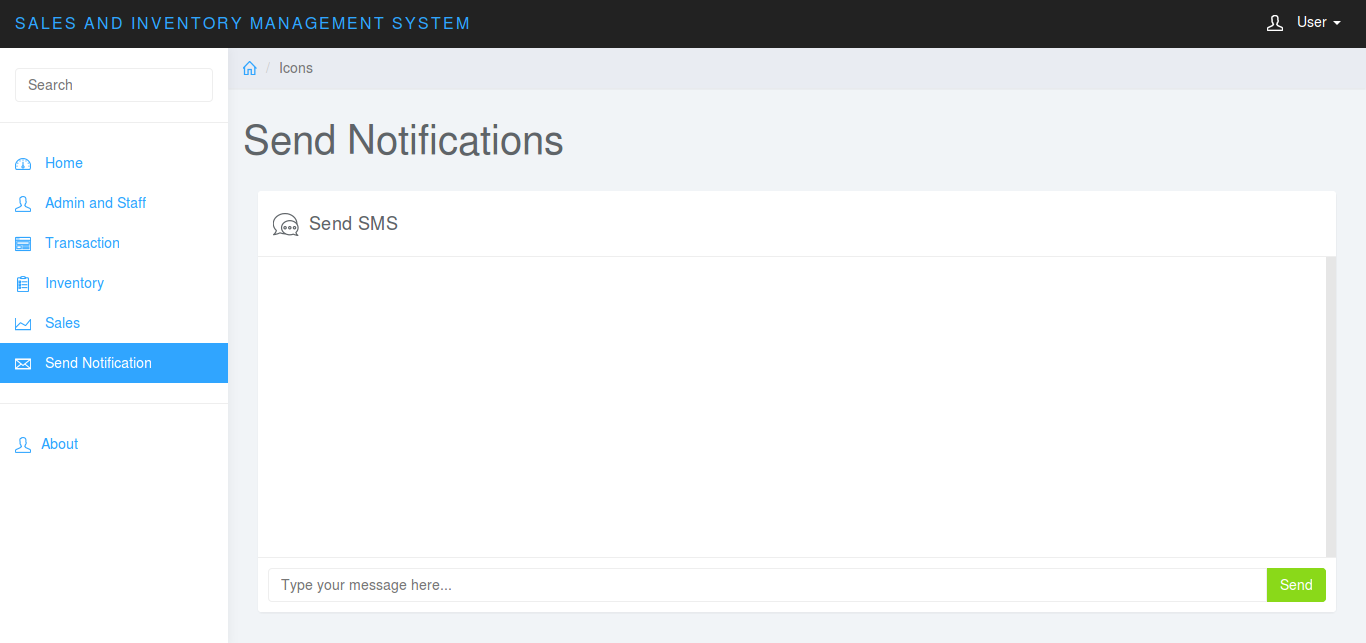 SALES AND INVENTORY MANAGEMENT SYSTEM
User
Search
/ Icons
Send Notifications
Home
Admin and Staff
Transaction
Inventory
Sales
Send Notification
About
Send SMS
Type your message here...
Send